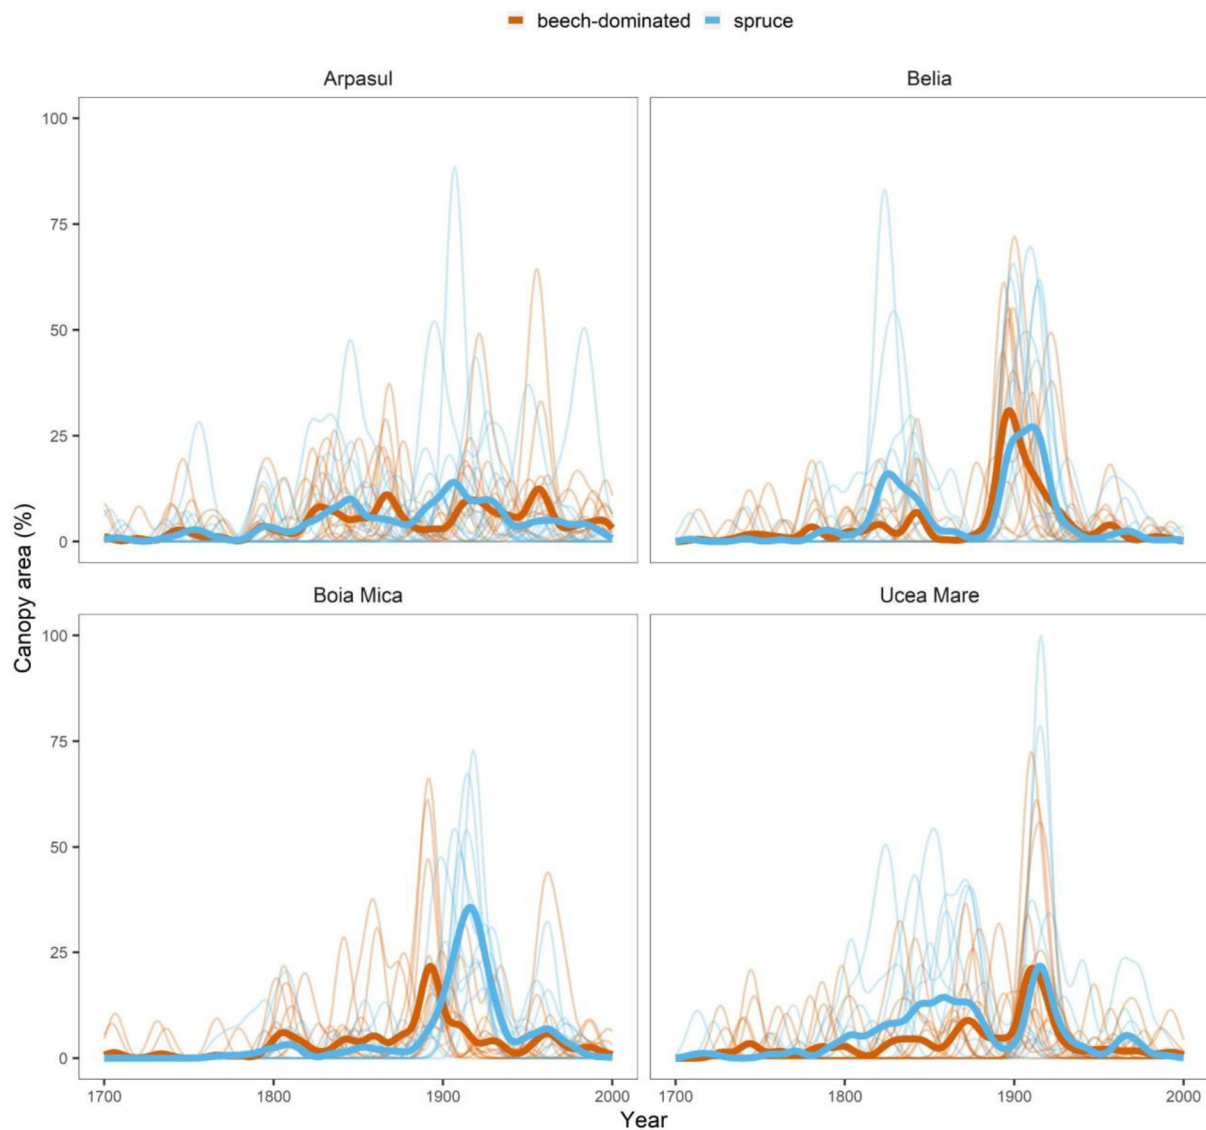 beech-dominated spruce
Arpasul Belia
100
75
50
25
0
Boia Mica Ucea Mare
100
75
50
25
0
1700 1800 1900 2000 1700 1800 1900 2000
Canopy area (%)
Year